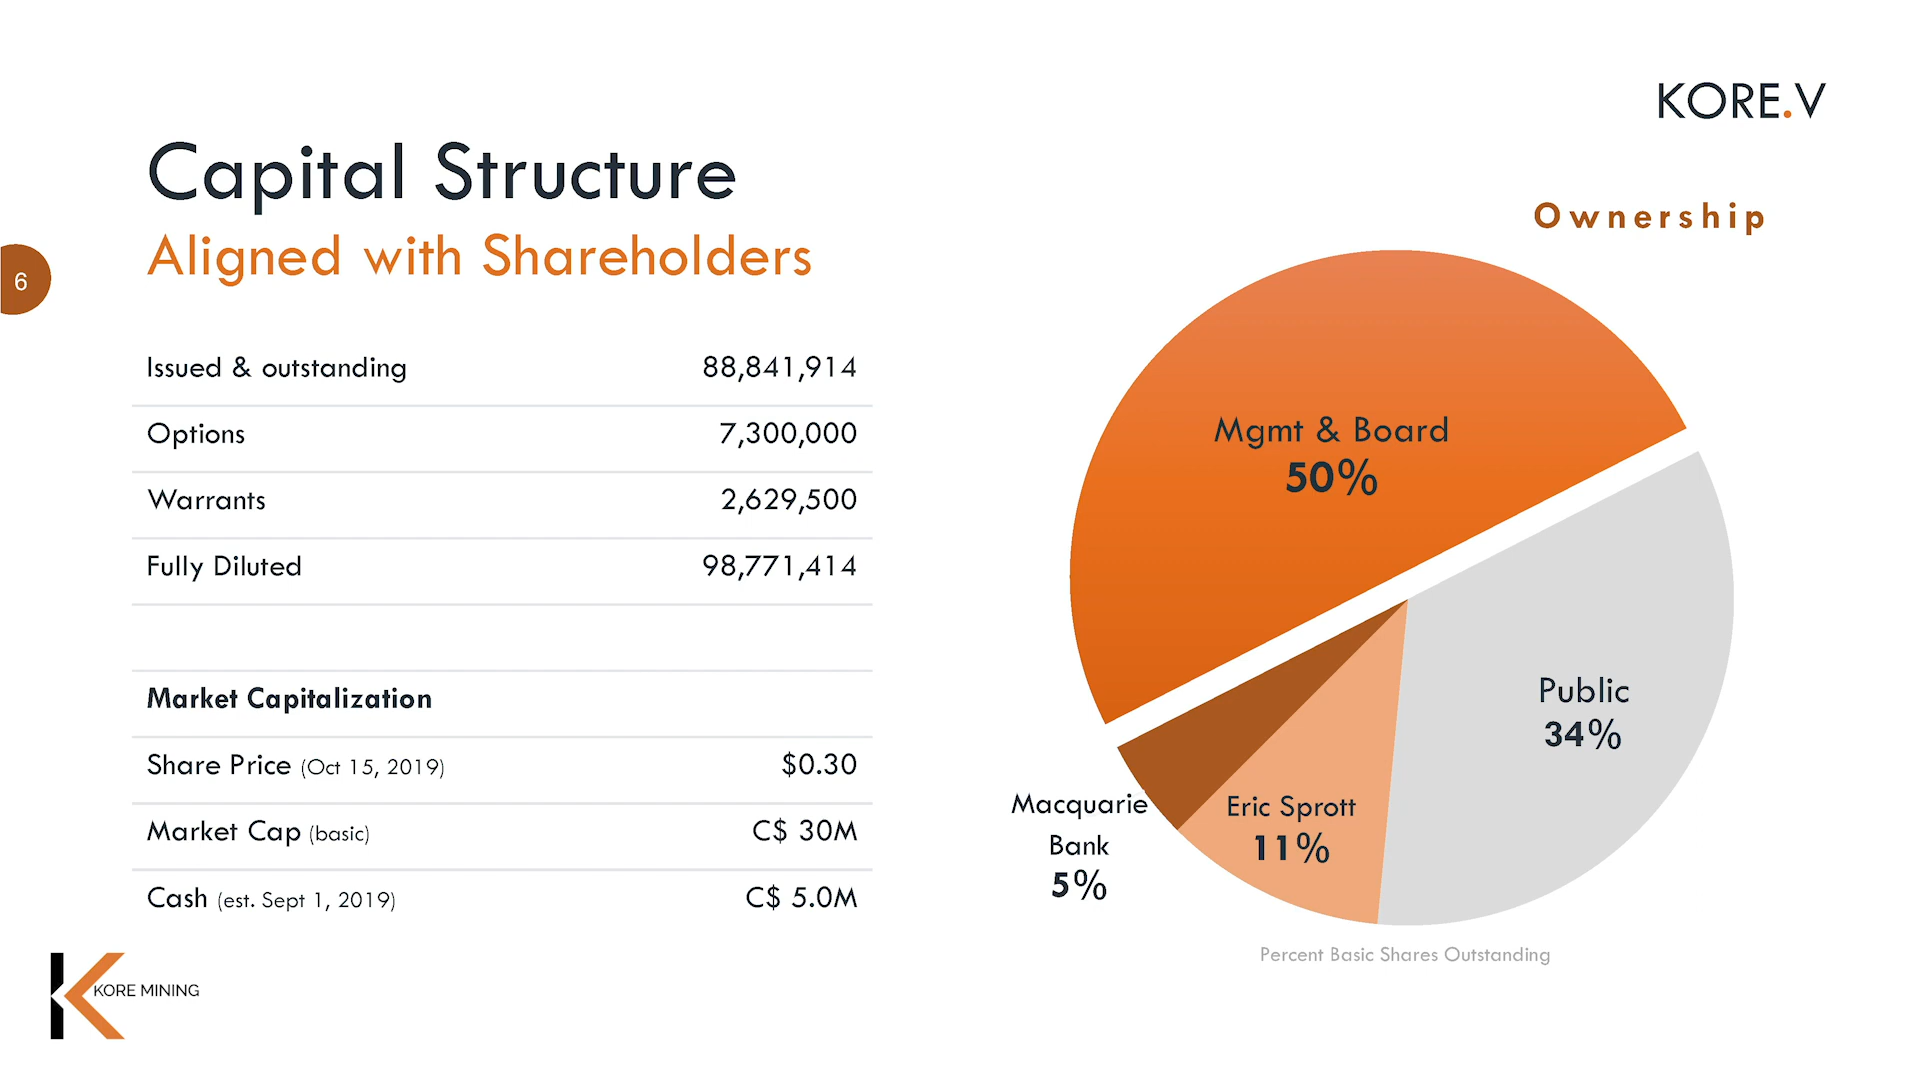 KORE.V
Capital Structure
Aligned with Shareholders
6
Issued & outstanding 88,841,914
Options 7,300,000
Warrants 2,629,500
Fully Diluted 98,771,414
Market Capitalization
Share Price (Oct 15, 2019) $0.30
Market Cap (basic) C$ 30M
Cash (est. Sept 1, 2019) C$ 5.0M
KORE MINING
Ownership
Mgmt & Board
50%
Public
34%
Eric Sprott
11%
Macquarie
Bank
5%
Percent Basic Shares Outstanding